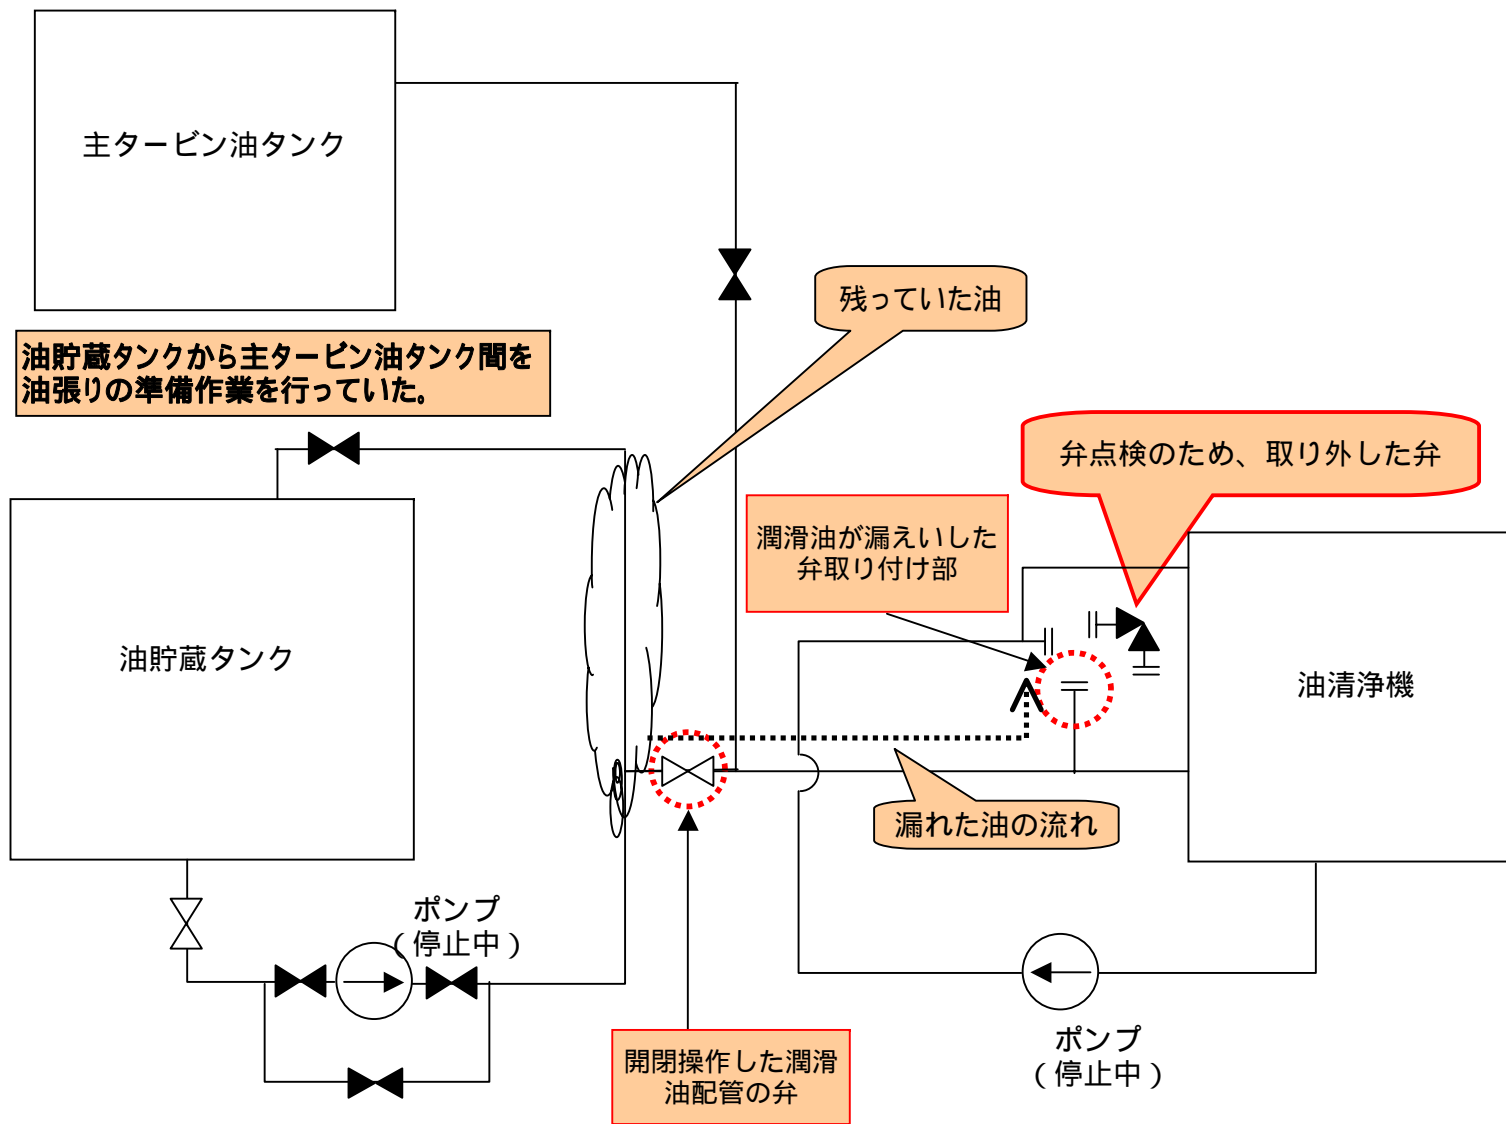 主タービン油タンク
残っていた油
油貯蔵タンクから主タービン油タンク間を
油張りの準備作業を行っていた。
弁点検のため、取り外した弁
潤滑油が漏えいした
弁取り付け部
油貯蔵タンク
油清浄機
漏れた油の流れ
ポンプ
(停止中)
ポンプ
(停止中)
開閉操作した潤滑
油配管の弁